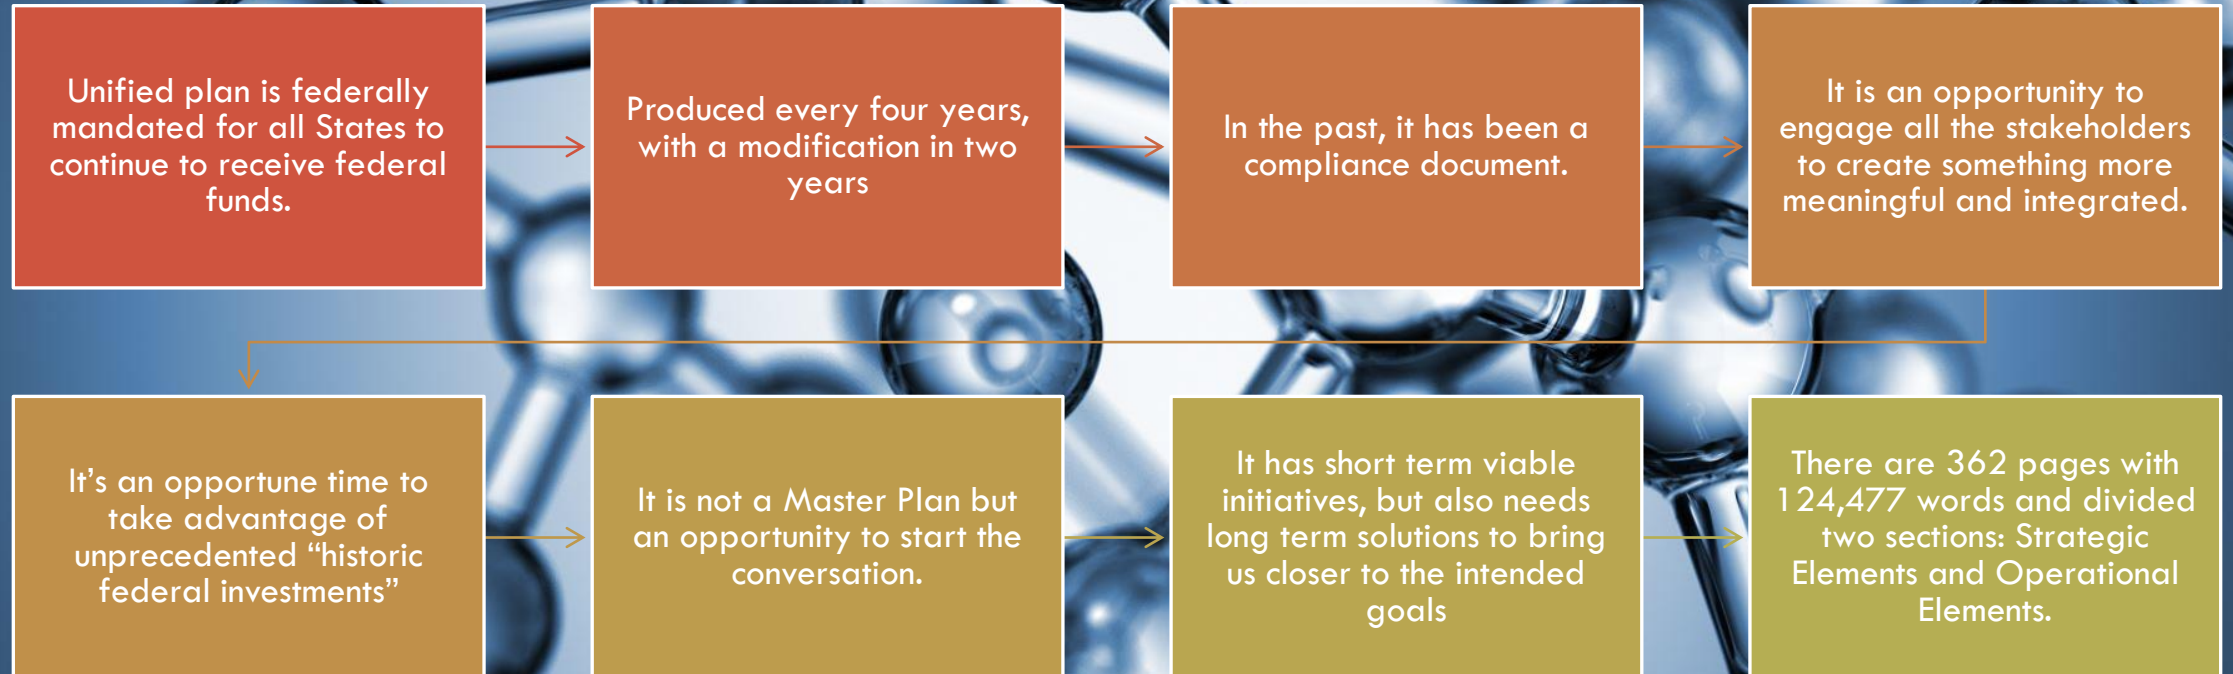 Unified plan is federally
mandated for all States to
continue to receive federal
funds.
Produced every four years,
with a modification in two
years
In the past, it has been a
compliance document.
It is an opportunity to
engage all the stakeholders
to create something more
meaningful and integrated.
It’s an opportune time to
take advantage of
unprecedented “historic
federal investments”
It is not a Master Plan but
an opportunity to start the
conversation.
It has short term viable
initiatives, but also needs
long term solutions to bring
us closer to the intended
goals
There are 362 pages with
124,477 words and divided
two sections: Strategic
Elements and Operational
Elements.